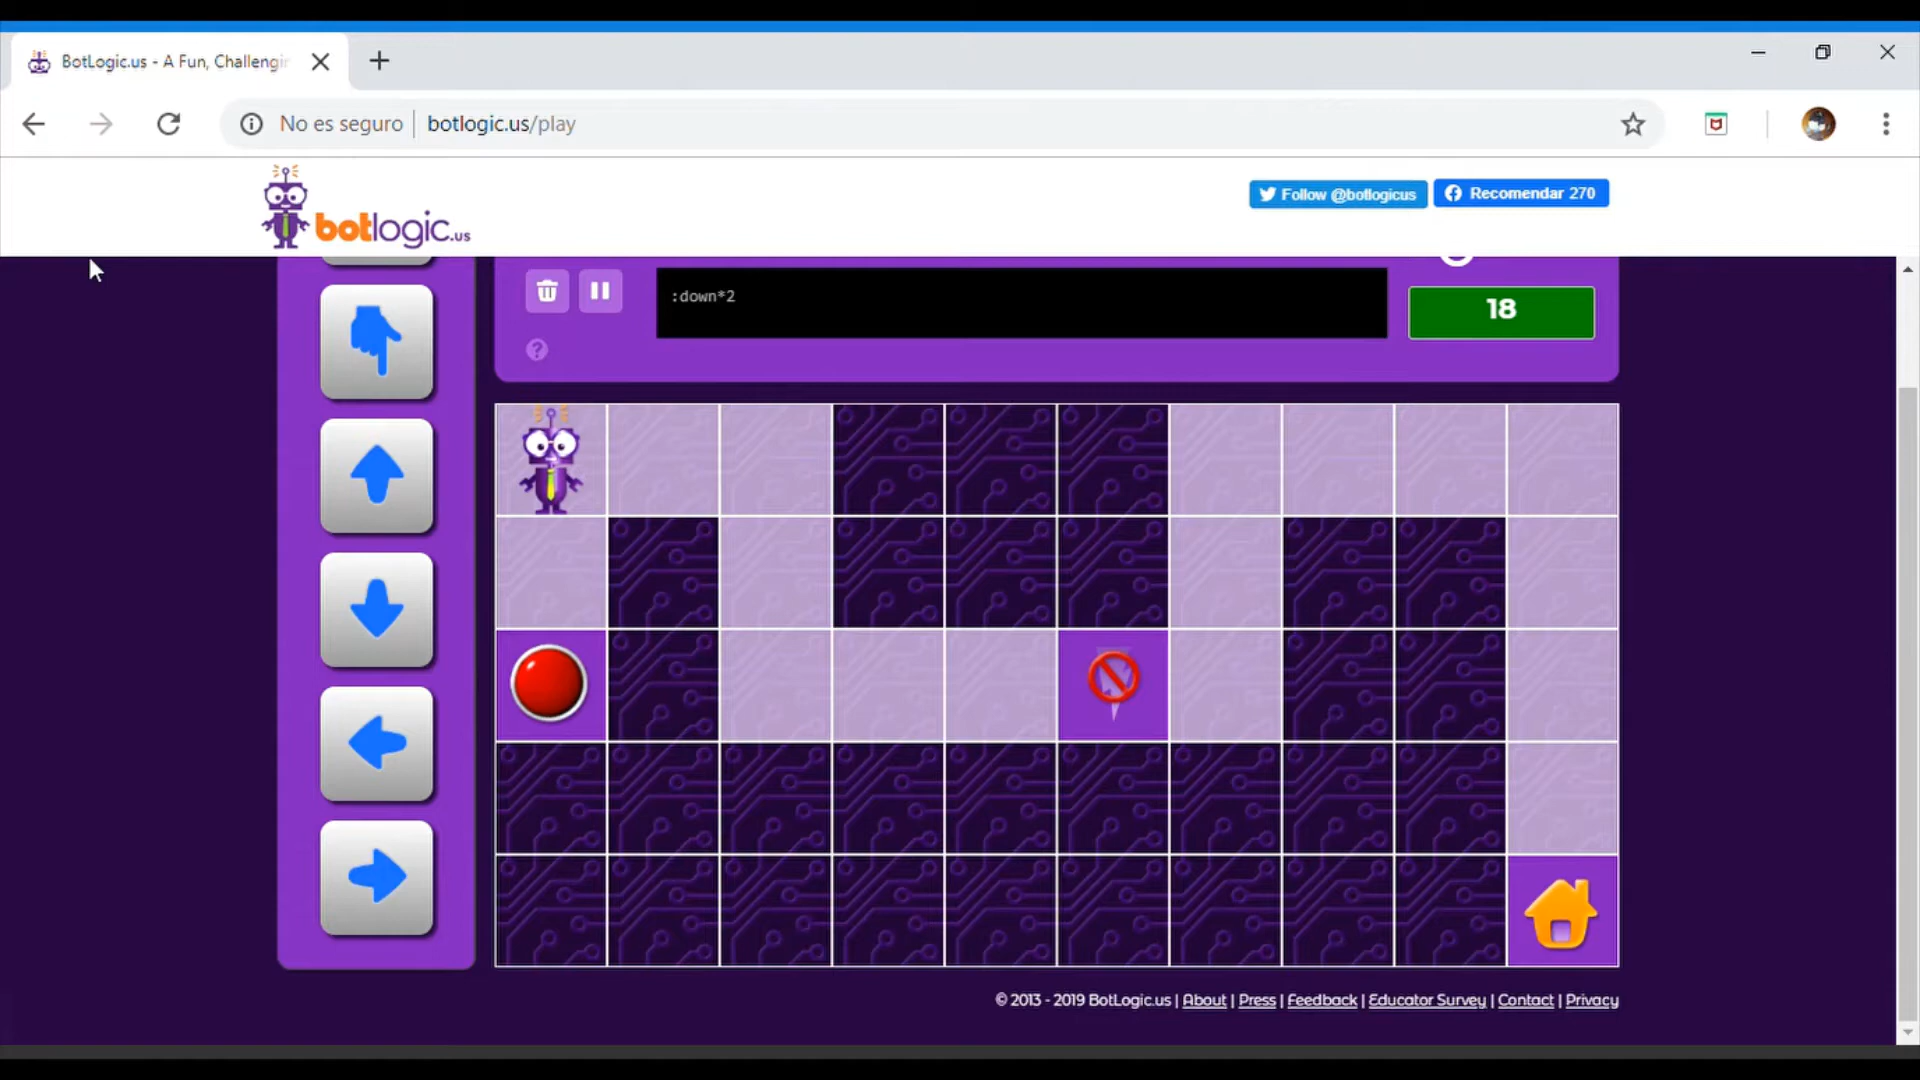 BotLogic.us - A Fun, Challengin
No es seguro
botlogic.us/play
botlogic.us
Follow @botlogicus
Recomendar 270
:down*2
18
?
© 2013 - 2019 BotLogic.us | About | Press | Feedback | Educator Survey | Contact | Privacy